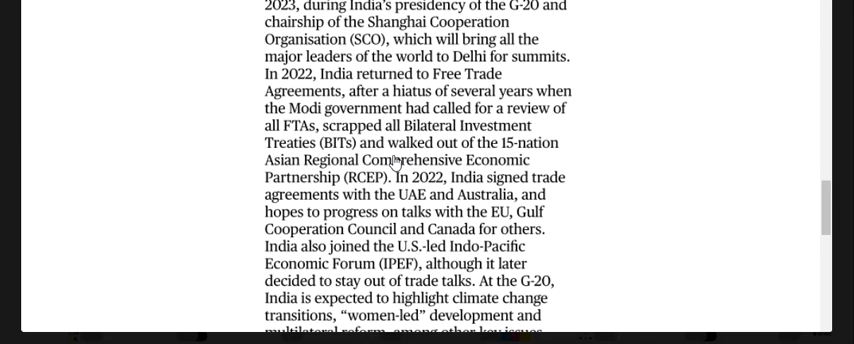 2023, during India's presidency of the G-20 and
chairship of the Shanghai Cooperation
Organisation (SCO), which will bring all the
major leaders of the world to Delhi for summits.
In 2022, India returned to Free Trade
Agreements, after a hiatus of several years when
the Modi government had called for a review of
all FTAs, scrapped all Bilateral Investment
Treaties (BITs) and walked out of the 15-nation
Asian Regional Comprehensive Economic
Partnership (RCEP). In 2022, India signed trade
agreements with the UAE and Australia, and
hopes to progress on talks with the EU, Gulf
Cooperation Council and Canada for others.
India also joined the U.S.-led Indo-Pacific
Economic Forum (IPEF), although it later
decided to stay out of trade talks. At the G-20,
India is expected to highlight climate change
transitions, “women-led” development and
multilateral reform, among other key issues